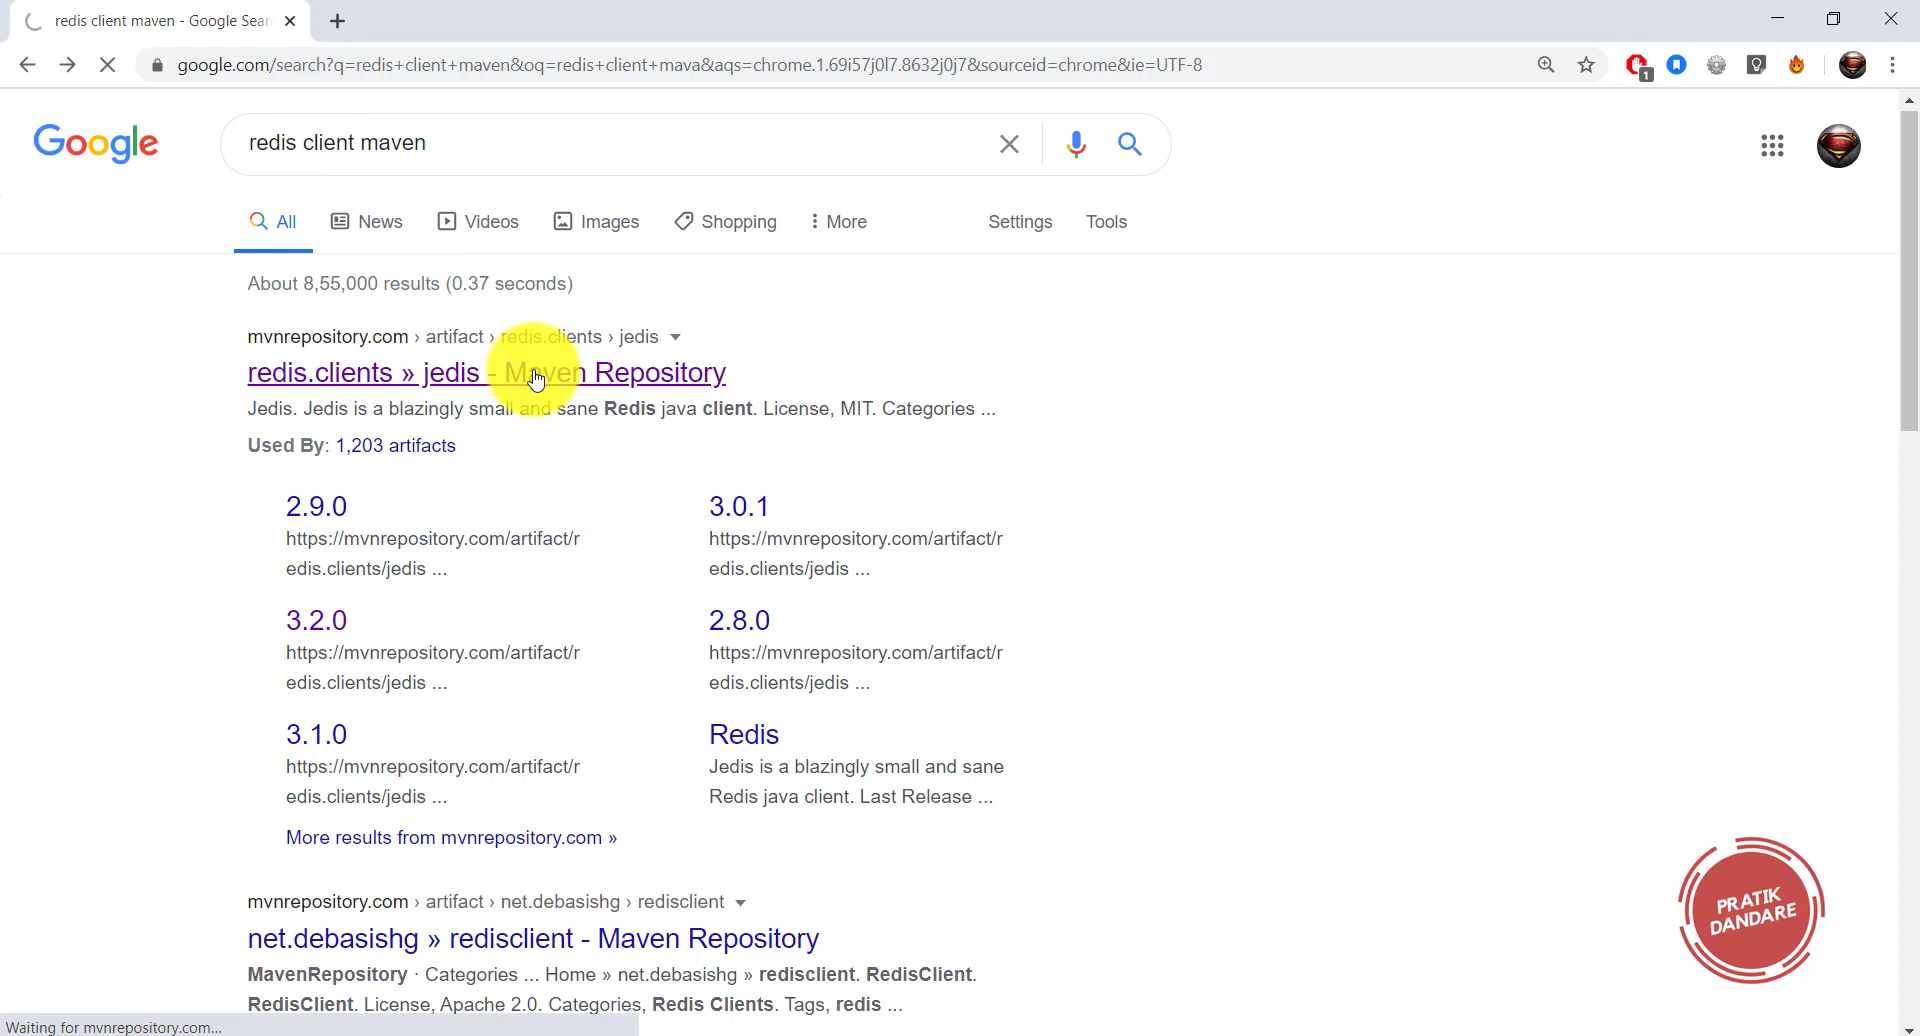 redis client maven - Google Sear
google.com/search?q=redis+client+maven&oq=redis+client+mava&aqs=chrome.1.69i57j0l7.8632j0j7&sourceid=chrome&ie=UTF-8
1
Google
redis client maven
All
News
Videos
Images
Shopping
More
Settings
Tools
About 8,55,000 results (0.37 seconds)
mvnrepository.com › artifact › redis.clients › jedis
redis.clients » jedis - Maven Repository
Jedis. Jedis is a blazingly small and sane Redis java client. License, MIT. Categories ...
Used By: 1,203 artifacts
2.9.0
https://mvnrepository.com/artifact/r
edis.clients/jedis ...
3.0.1
https://mvnrepository.com/artifact/r
edis.clients/jedis ...
3.2.0
https://mvnrepository.com/artifact/r
edis.clients/jedis ...
2.8.0
https://mvnrepository.com/artifact/r
edis.clients/jedis ...
3.1.0
https://mvnrepository.com/artifact/r
edis.clients/jedis ...
Redis
Jedis is a blazingly small and sane
Redis java client. Last Release ...
More results from mvnrepository.com »
mvnrepository.com › artifact › net.debasishg › redisclient
net.debasishg » redisclient - Maven Repository
MavenRepository · Categories ... Home » net.debasishg » redisclient. RedisClient.
RedisClient. License, Apache 2.0. Categories, Redis Clients. Tags, redis ...
PRATIK
DANDARE
Waiting for mvnrepository.com...